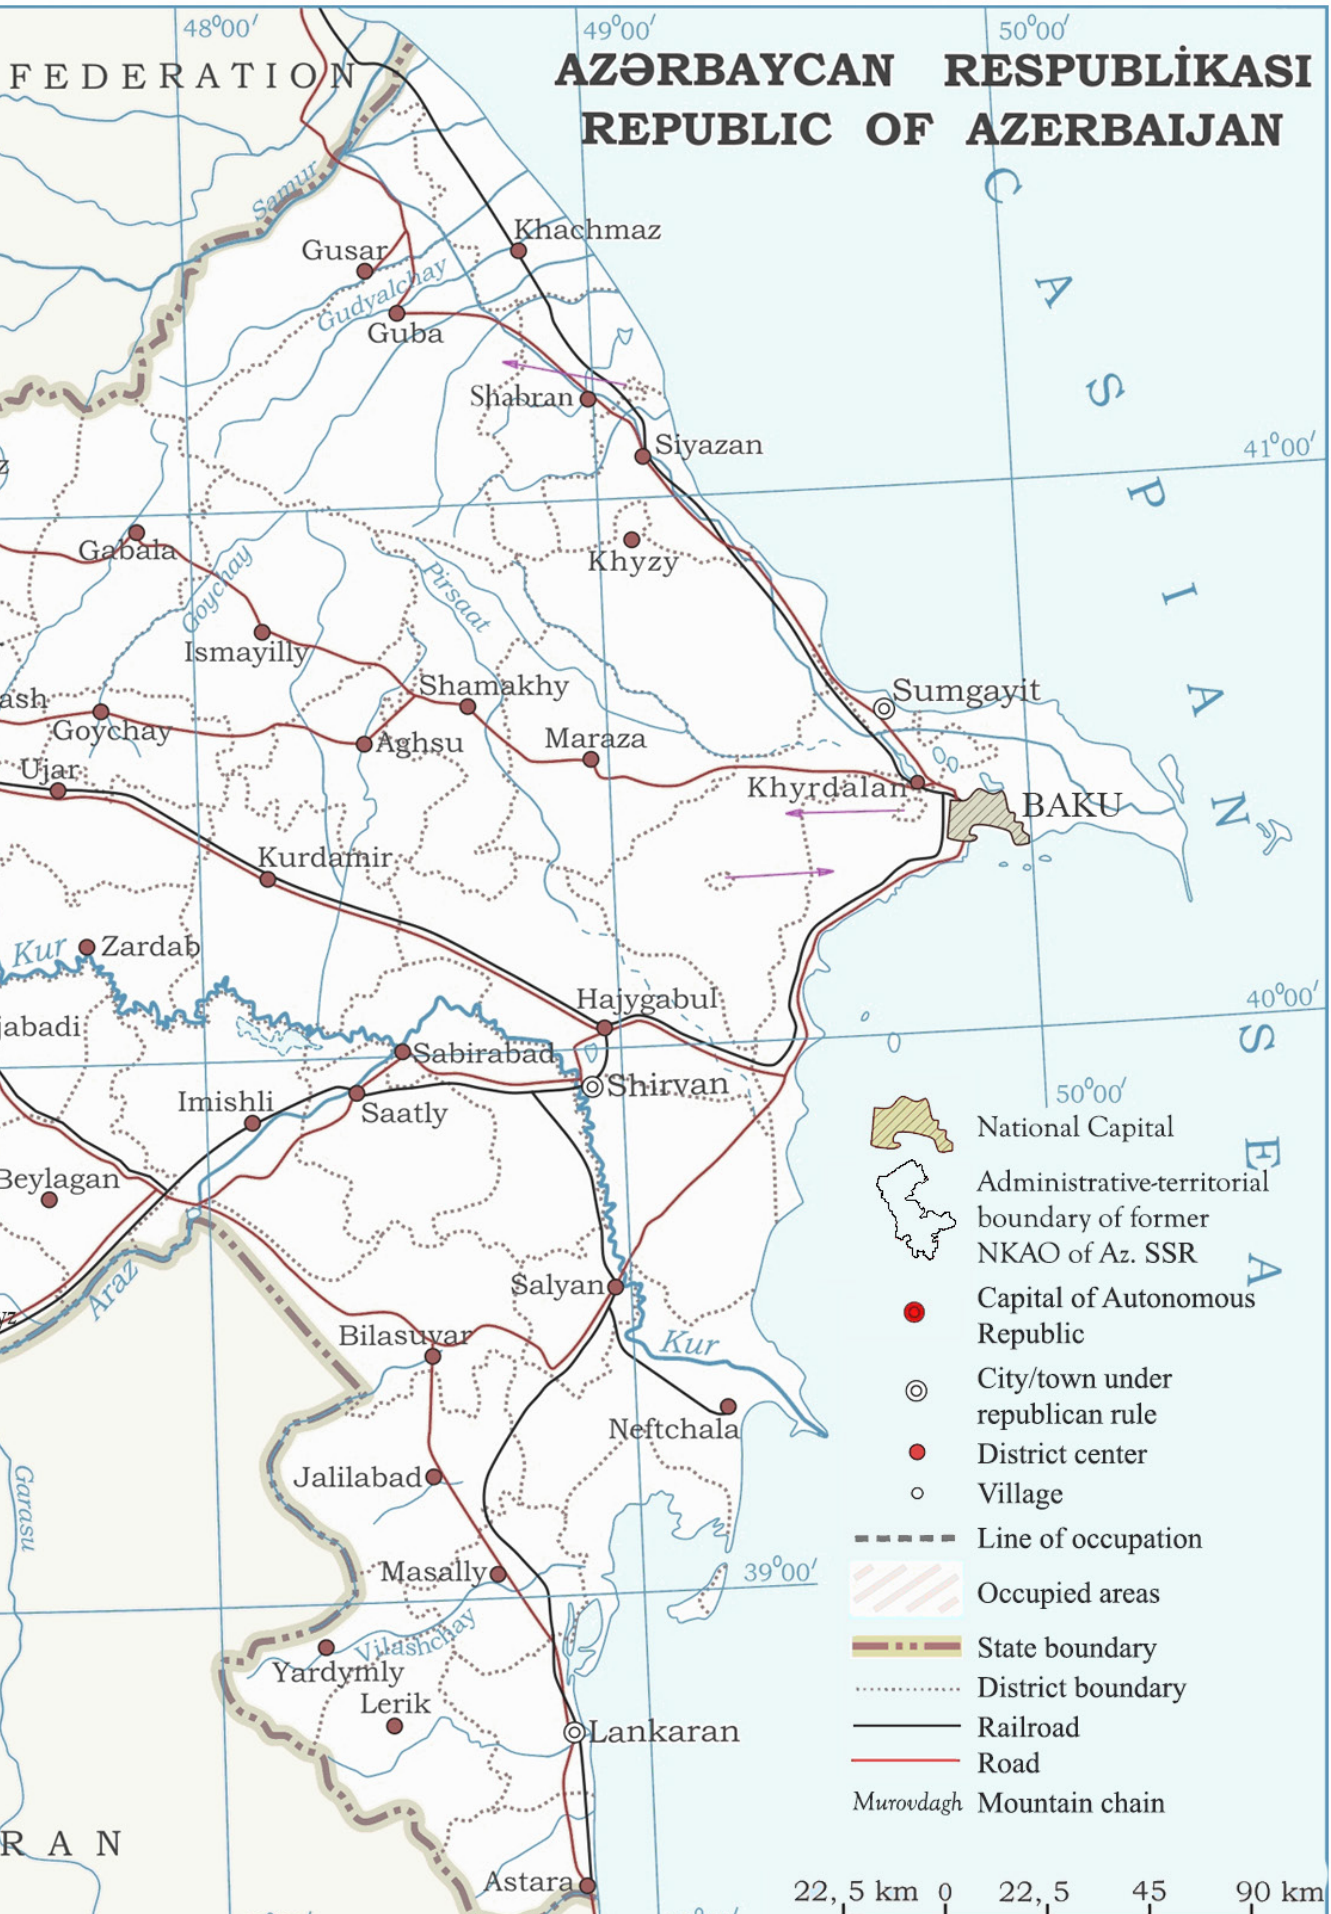 48°00′
49°00′
50°00′
FEDERATION
AZƏRBAYCAN RESPUBLİKASI
REPUBLIC OF AZERBAIJAN
CASPIAN SEA
Samur
Khachmaz
Gusar
Gudyalchay
Guba
Shabran
Siyazan
41°00′
z
Gabala
Khyzy
Goychay
Pirsaat
Ismayilly
Shamakhy
Sumgayit
ash
Goychay
Aghsu
Maraza
Ujar
Khyrdalan
BAKU
Kurdamir
Kur
Zardab
Hajygabul
40°00′
jabadi
Sabirabad
Shirvan
Imishli
Saatly
50°00′
National Capital
Beylagan
Administrative-territorial
boundary of former
NKAO of Az. SSR
Araz
Salyan
Capital of Autonomous
Republic
yz
Bilasuvar
Kur
City/town under
republican rule
Neftchala
District center
Jalilabad
Village
Garasu
Line of occupation
Masally
39°00′
Occupied areas
Vilashchay
Yardymly
State boundary
Lerik
District boundary
Lankaran
Railroad
Road
Murovdagh Mountain chain
RAN
Astara
22,5 km 0 22,5 45 90 km